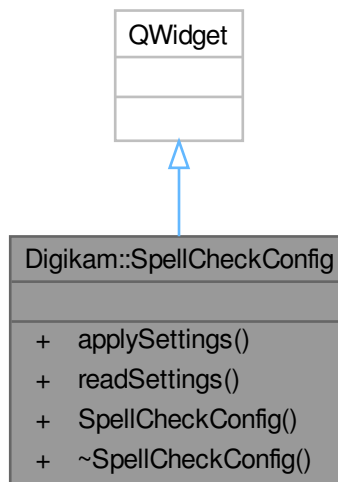 QWidget
Digikam::SpellCheckConfig
+ applySettings()
+ readSettings()
+ SpellCheckConfig()
+ ~SpellCheckConfig()